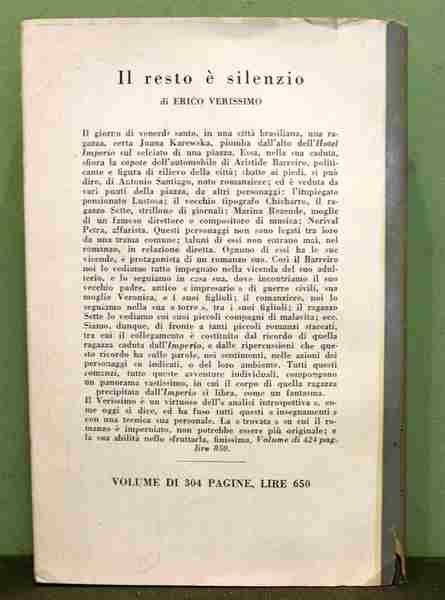 Il resto è silenzio
di ERICO VERISSIMO
Il giorno di venerdì santo, in una città brasiliana, una ra-
gazza, certa Juana Karewska, piomba dall'alto dell'Hotel
Imperio sul selciato di una piazza. Essa, nella sua caduta,
sfiora la capote dell'automobile di Aristide Barreiro, politi-
cante e figura di rilievo della città; sbatte ai piedi, si può
dire, di Antonio Santiago, noto romanziere; ed è veduta da
vari punti della piazza, da altri personaggi: l'impiegato
pensionato Lustosa; il vecchio tipografo Chicharro, il ra-
gazzo Sette, strillone di giornali; Marina Rezende, moglie
di un famoso direttore e compositore di musica; Norival
Petra, affarista. Questi personaggi non sono legati tra loro
da una trama comune; taluni di essi non entrano mai, nel
romanzo, in relazione diretta. Ognuno di essi ha le sue
vicende, è protagonista di un romanzo suo. Così il Barreiro
noi lo vediamo tutto impegnato nella vicenda del suo adul-
terio, e lo seguiamo in casa sua, dove incontriamo il suo
vecchio padre, antico « impresario » di guerre civili, sua
moglie Veronica, e i suoi figlioli; il romanziere, noi lo
seguiamo nella sua « torre », tra i suoi figlioli; il ragazzo
Sette lo vediamo coi suoi piccoli compagni di malavita; ecc.
Siamo, dunque, di fronte a tanti piccoli romanzi staccati,
tra cui il collegamento è costituito dal ricordo di quella
ragazza caduta dall'Imperio, e dalle ripercussioni che que-
sto ricordo ha sulle parole, nei sentimenti, nelle azioni dei
personaggi su indicati, o del loro ambiente. Tutti questi
romanzi, tutte queste avventure individuali, compongono
un panorama vastissimo, in cui il corpo di quella ragazza
precipitata dall'Imperio si libra, come un fantasma.
Il Verissimo è un virtuoso dell'« analisi introspettiva », co-
me oggi si dice, ed ha fuso tutti questi « insegnamenti »
con una tecnica sua personale. La « trovata » su cui il ro-
manzo è imperniato, non potrebbe essere più originale; e
la sua abilità nello sfruttarla, finissima. Volume di 424 pag.
lire 850.
VOLUME DI 304 PAGINE, LIRE 650